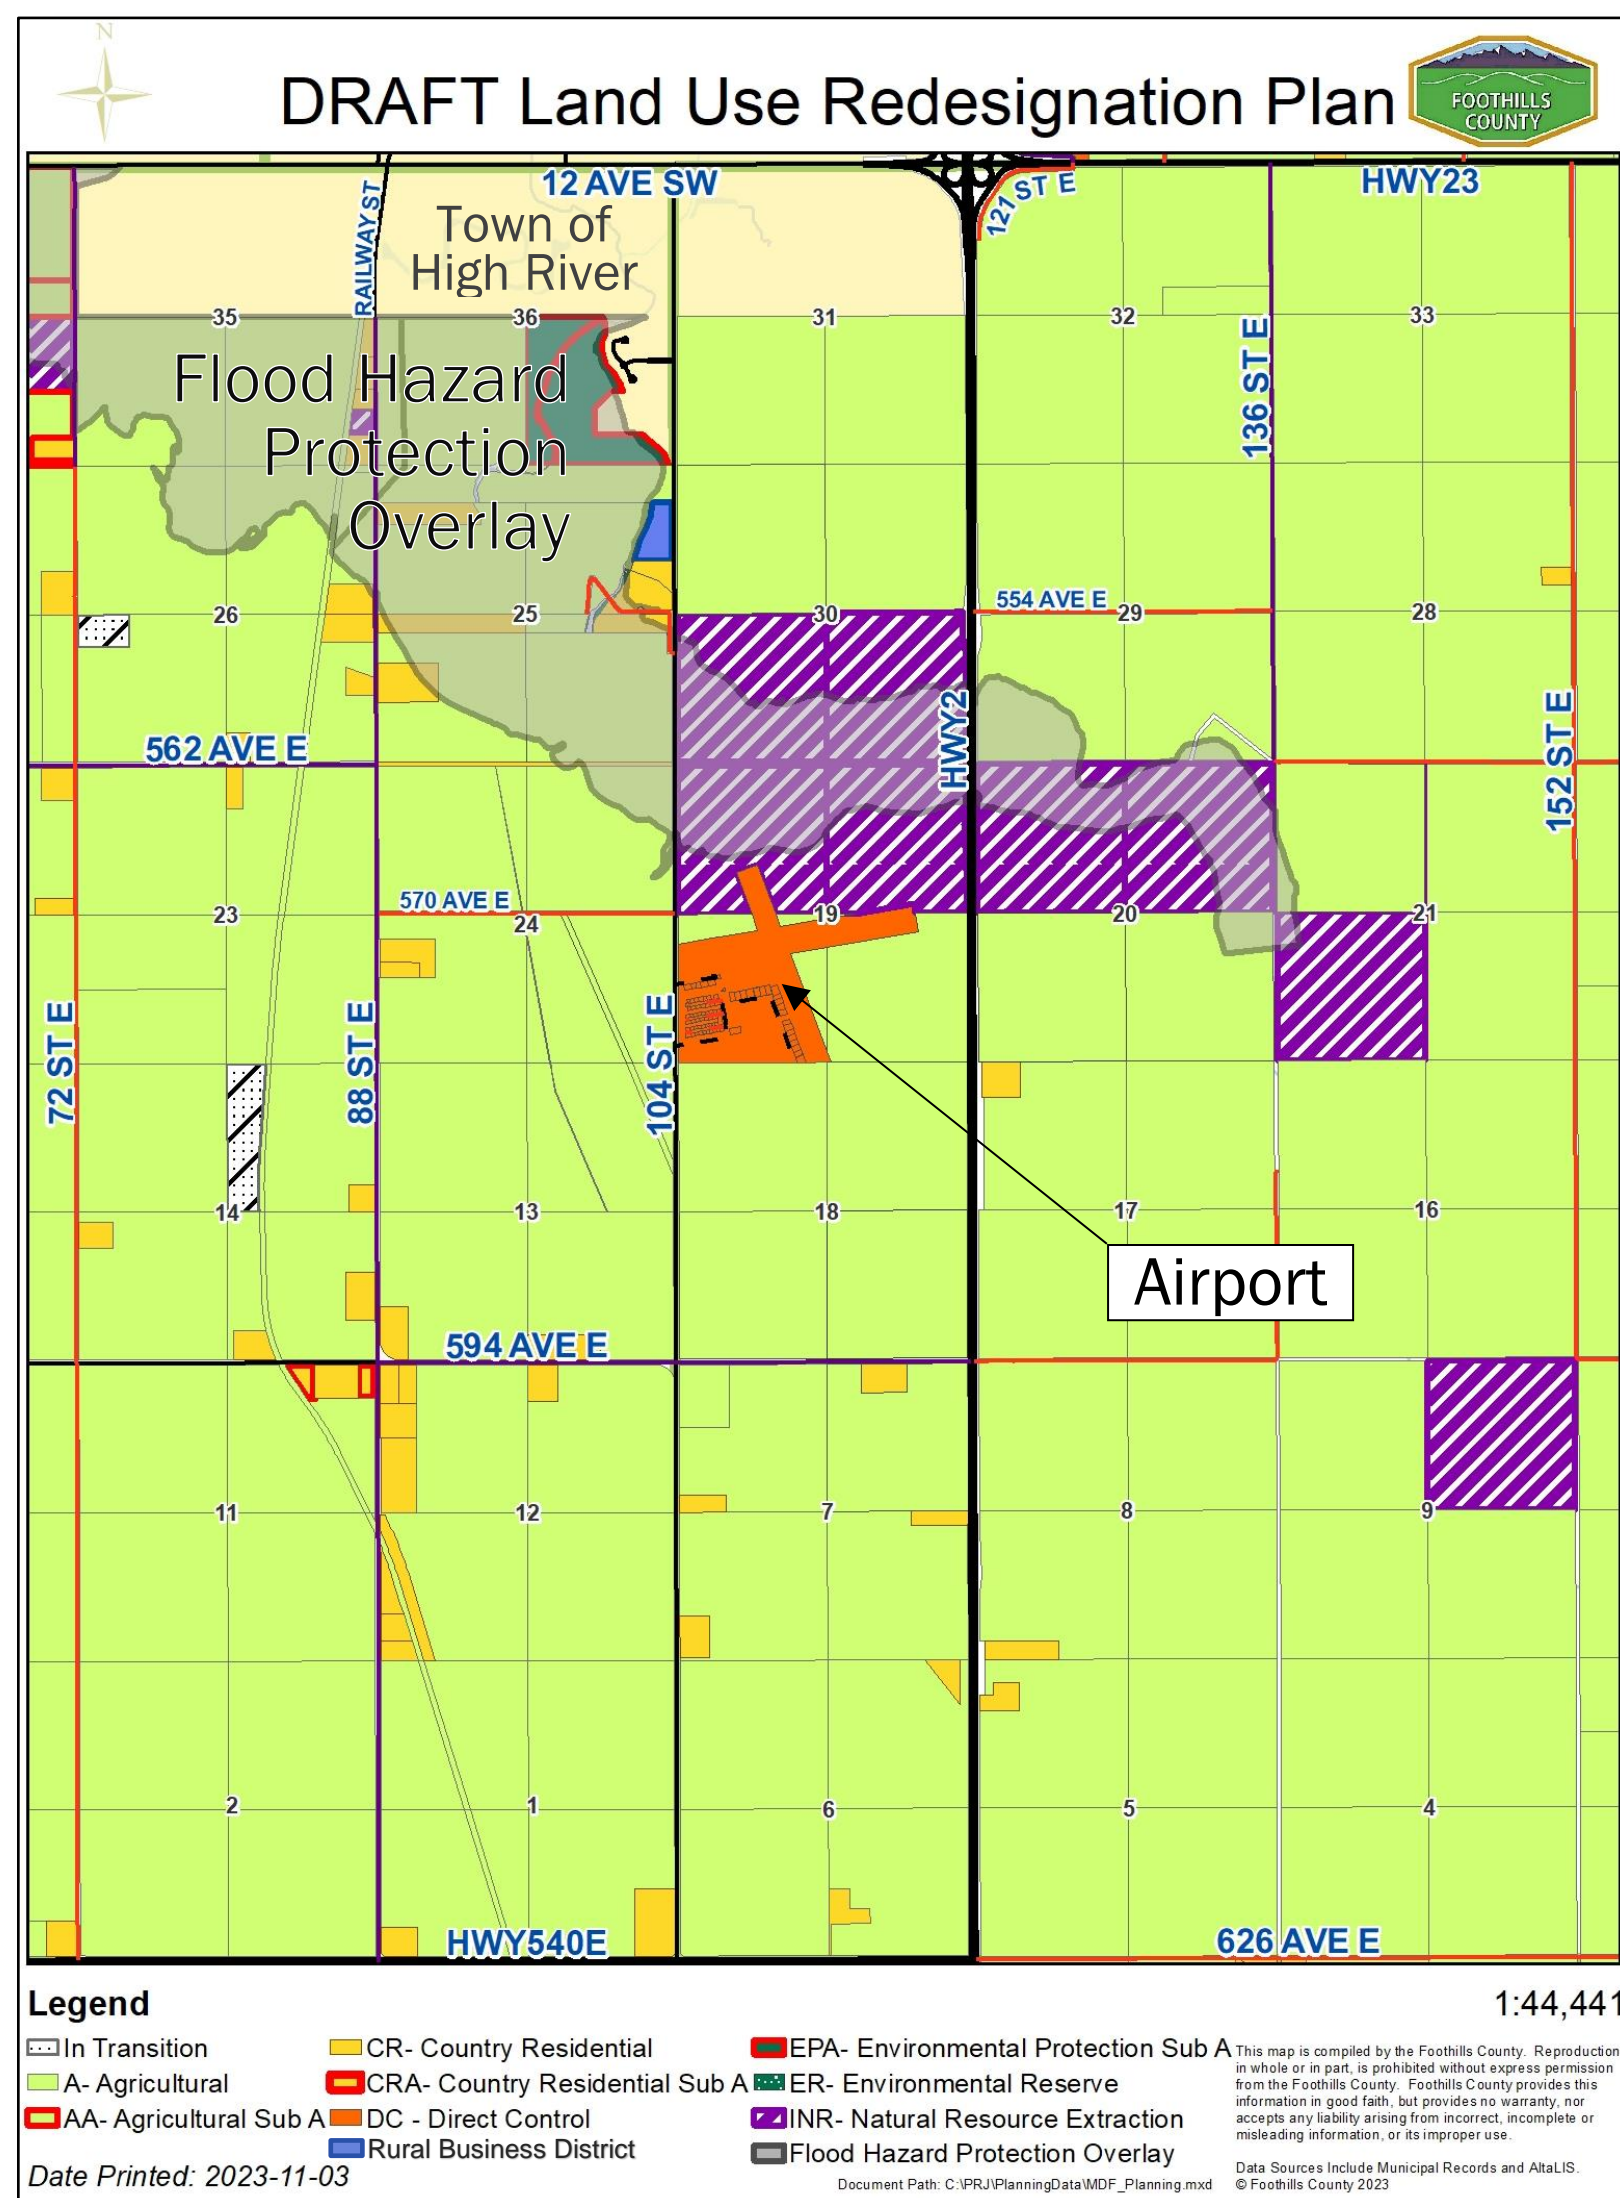 N
DRAFT Land Use Redesignation Plan
FOOTHILLS
COUNTY
12 AVE SW
HWY23
121 ST E
RAILWAY ST
Town of
High River
35
36
31
32
33
Flood Hazard
Protection
Overlay
136 ST E
26
25
30
554 AVE E
29
28
562 AVE E
HWY2
152 ST E
570 AVE E
23
24
19
20
21
72 ST E
88 ST E
104 ST E
14
13
18
17
16
Airport
594 AVE E
11
12
7
8
9
2
1
6
5
4
HWY540E
626 AVE E
Legend
1:44,441
In Transition
A- Agricultural
AA- Agricultural Sub A
CR- Country Residential
CRA- Country Residential Sub A
DC - Direct Control
Rural Business District
EPA- Environmental Protection Sub A
ER- Environmental Reserve
INR- Natural Resource Extraction
Flood Hazard Protection Overlay
This map is compiled by the Foothills County. Reproduction
in whole or in part, is prohibited without express permission
from the Foothills County. Foothills County provides this
information in good faith, but provides no warranty, nor
accepts any liability arising from incorrect, incomplete or
misleading information, or its improper use.
Data Sources Include Municipal Records and AltaLIS.
© Foothills County 2023
Date Printed: 2023-11-03
Document Path: C:\PRJ\PlanningData\MDF_Planning.mxd